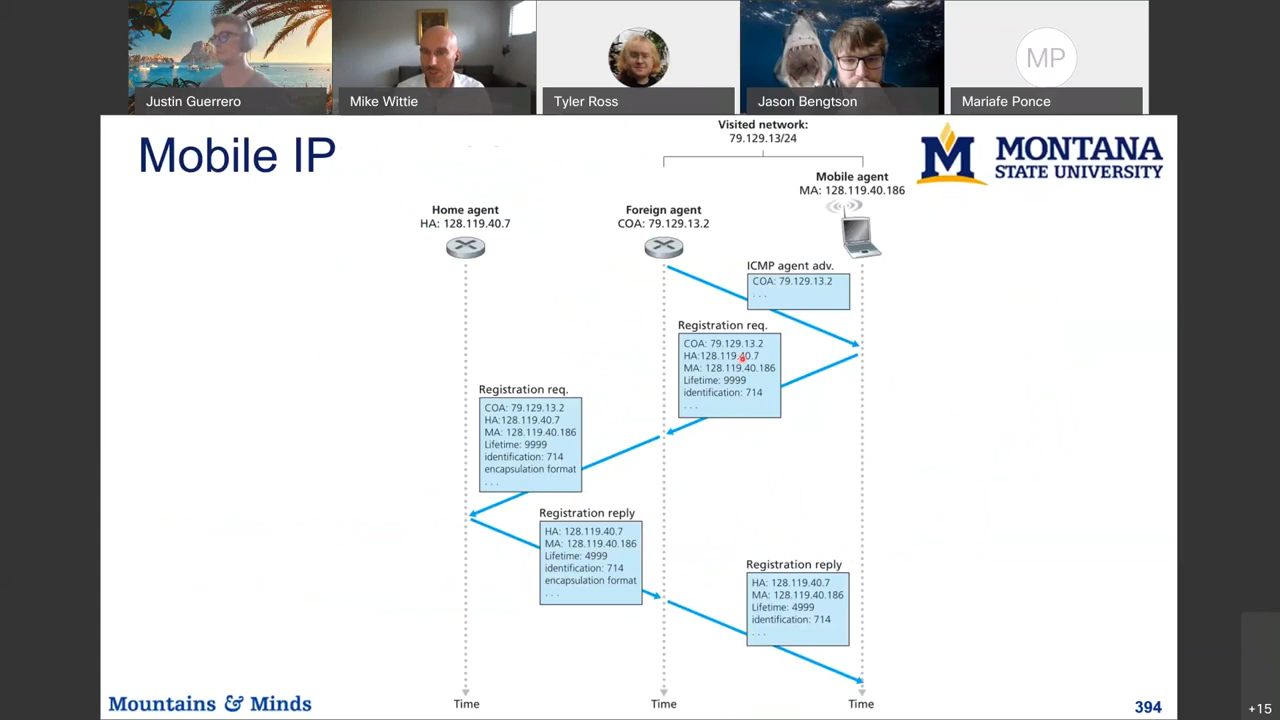 Justin Guerrero
Mike Wittie
Tyler Ross
Jason Bengtson
MP
Mariafe Ponce
Mobile IP
Visited network:
79.129.13/24
MONTANA
STATE UNIVERSITY
Mobile agent
MA: 128.119.40.186
Home agent
HA: 128.119.40.7
Foreign agent
COA: 79.129.13.2
ICMP agent adv.
COA: 79.129.13.2
. . .
Registration req.
COA: 79.129.13.2
HA:128.119.40.7
MA: 128.119.40.186
Lifetime: 9999
identification: 714
. . .
Registration req.
COA: 79.129.13.2
HA:128.119.40.7
MA: 128.119.40.186
Lifetime: 9999
identification: 714
encapsulation format
. . .
Registration reply
HA: 128.119.40.7
MA: 128.119.40.186
Lifetime: 4999
identification: 714
encapsulation format
. . .
Registration reply
HA: 128.119.40.7
MA: 128.119.40.186
Lifetime: 4999
identification: 714
. . .
Time
Time
Time
Mountains & Minds
394
+15